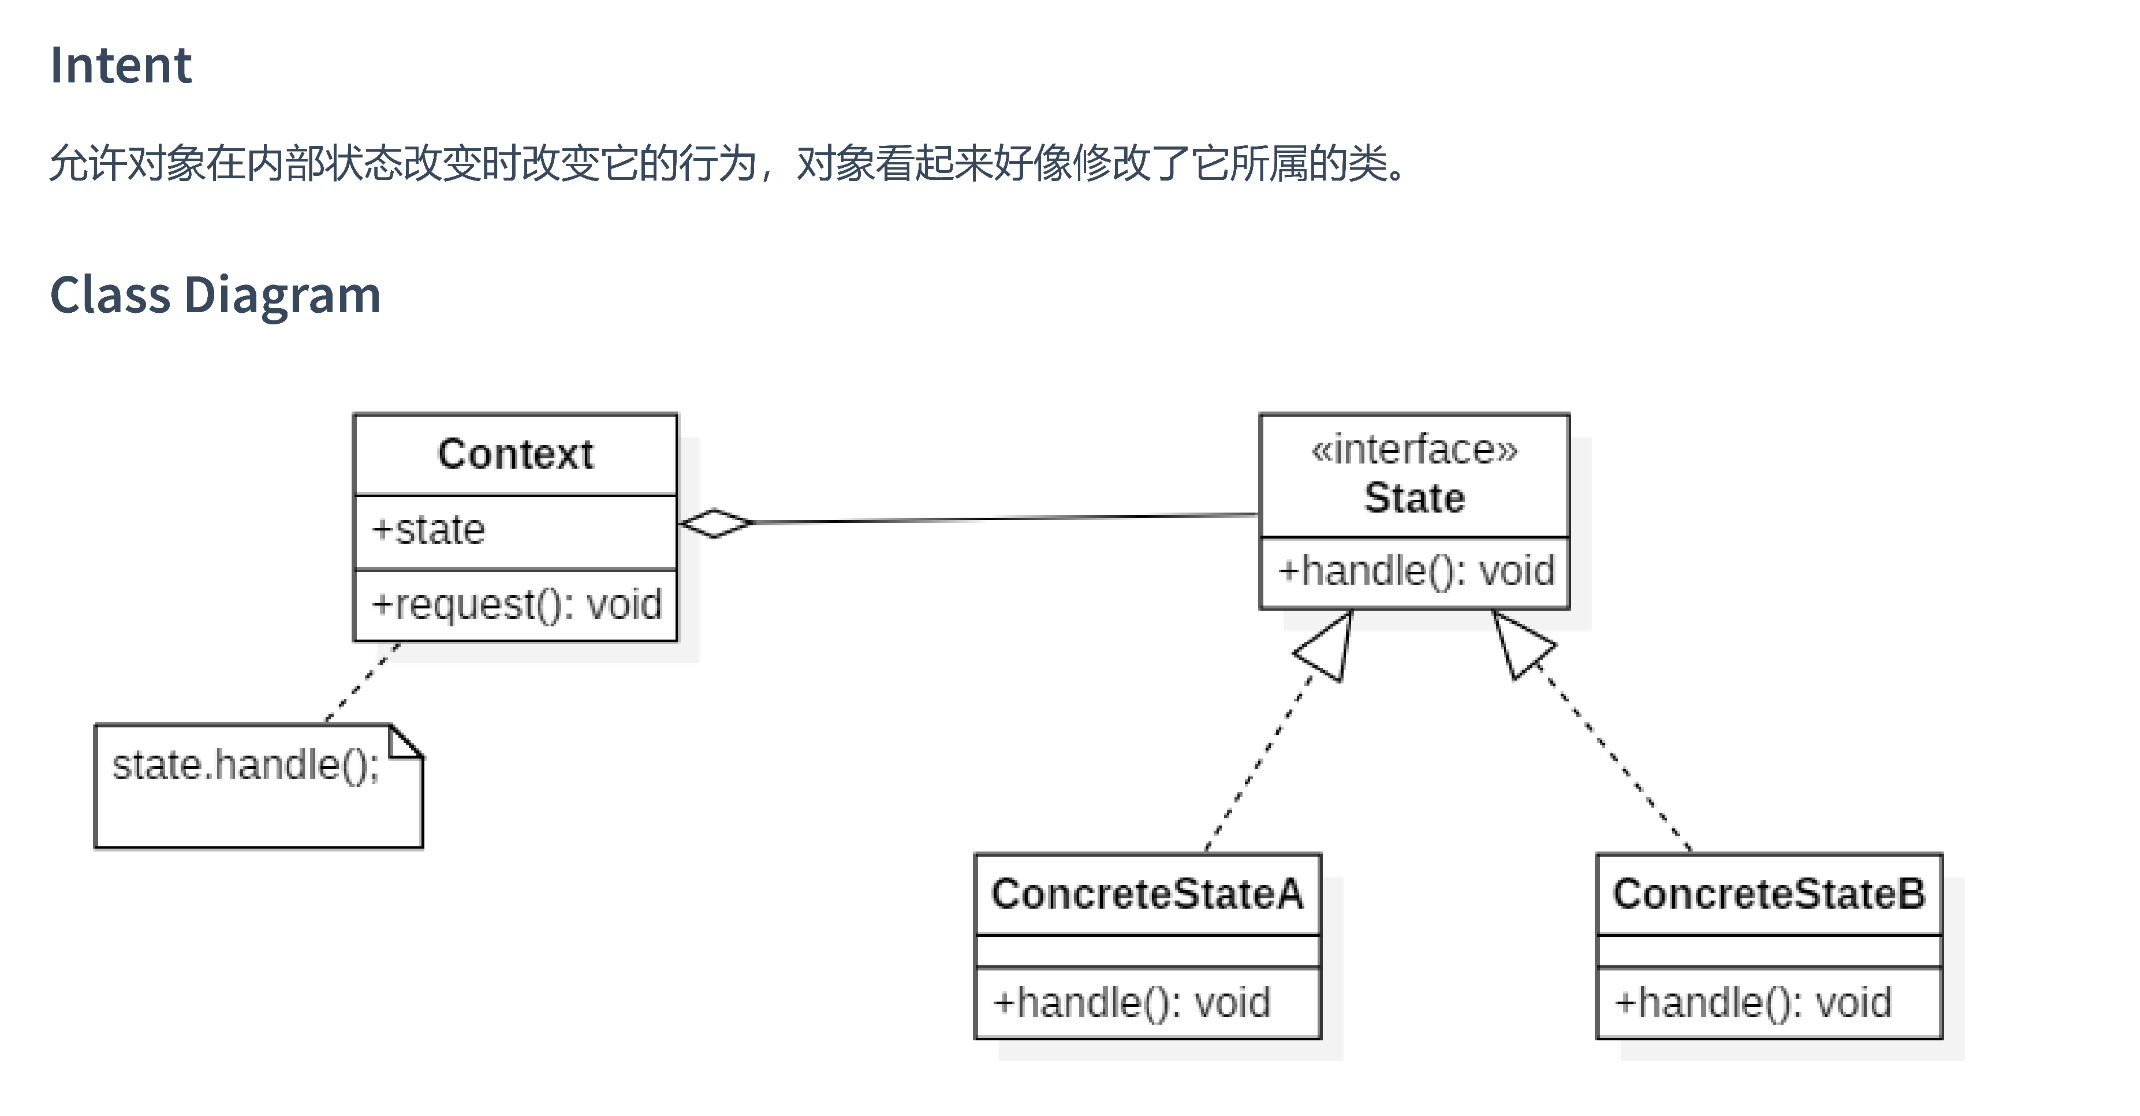 Intent
允许对象在内部状态改变时改变它的行为，对象看起来好像修改了它所属的类。
Class Diagram
Context
+state
+request(): void
«interface»
State
+handle(): void
state.handle();
ConcreteStateA
+handle(): void
ConcreteStateB
+handle(): void